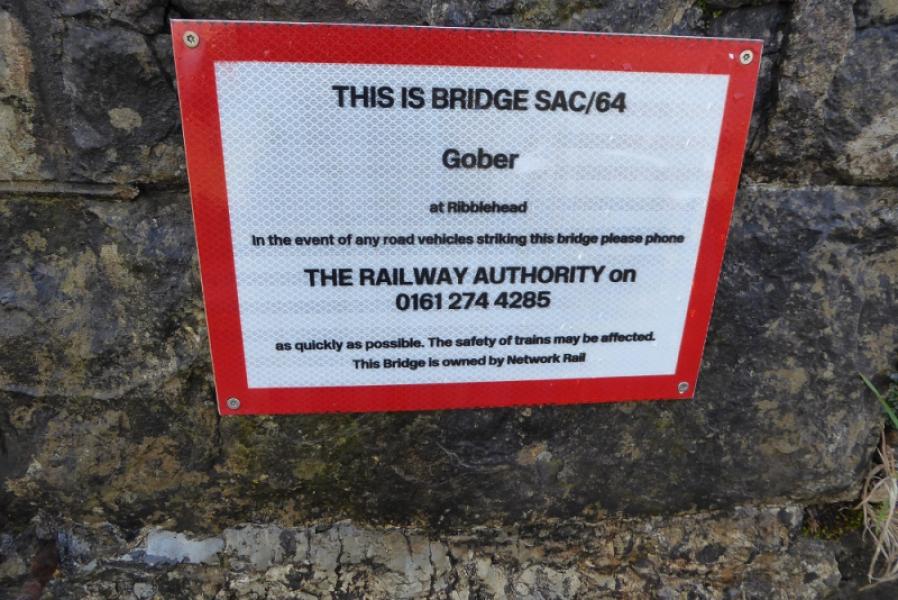 THIS IS BRIDGE SAC/64
Gober
at Ribblehead
In the event of any road vehicles striking this bridge please phone
THE RAILWAY AUTHORITY on
0161 274 4285
as quickly as possible. The safety of trains may be affected.
This Bridge is owned by Network Rail